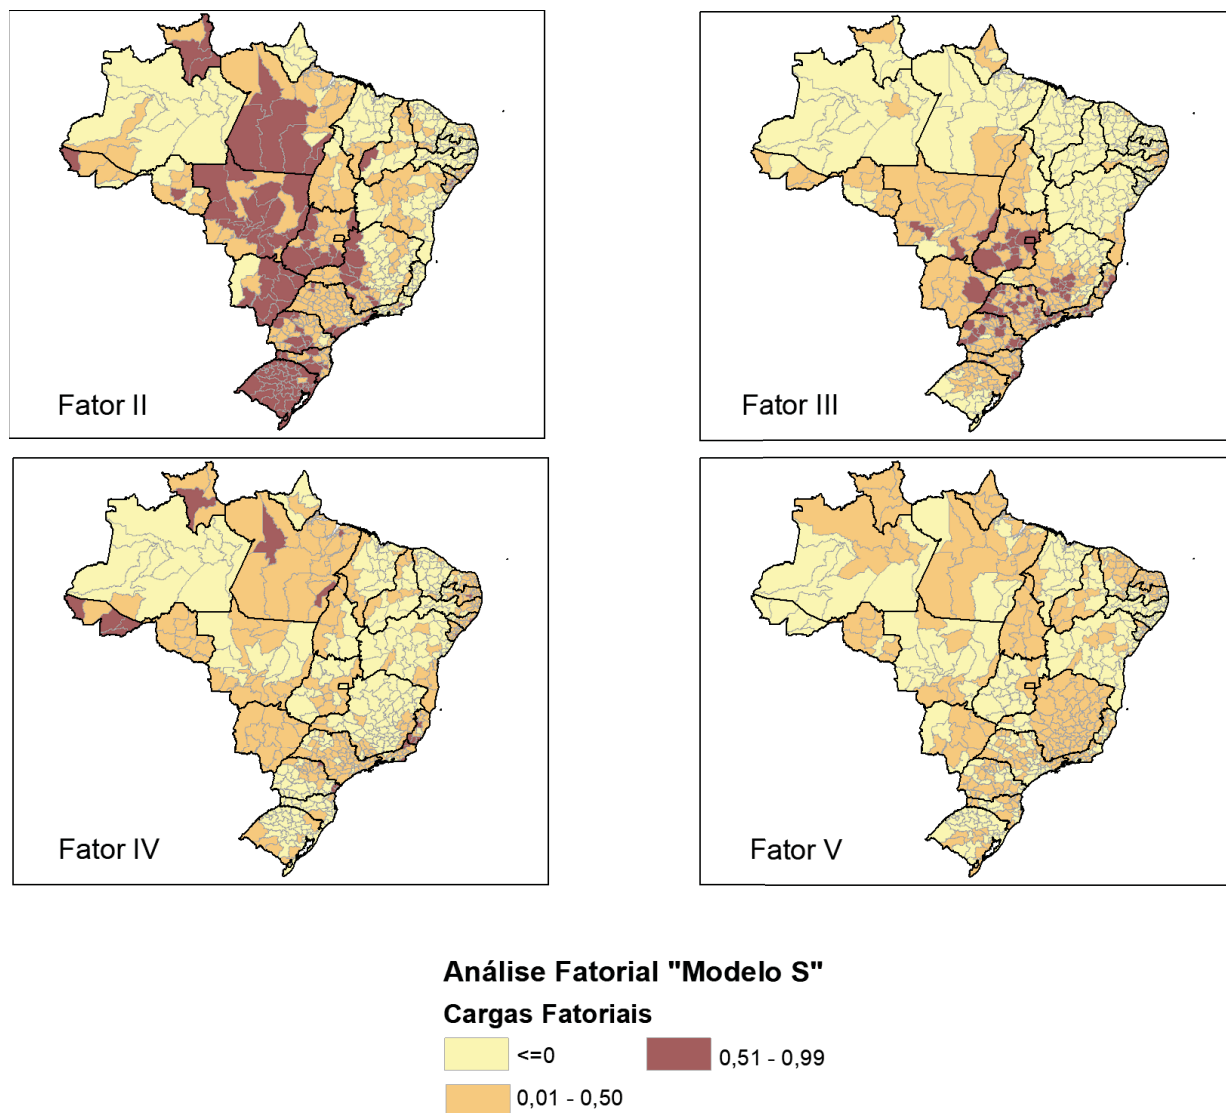 Fator II
Fator III
Fator IV
Fator V
Análise Fatorial "Modelo S"
Cargas Fatoriais
<=0
0,51 - 0,99
0,01 - 0,50